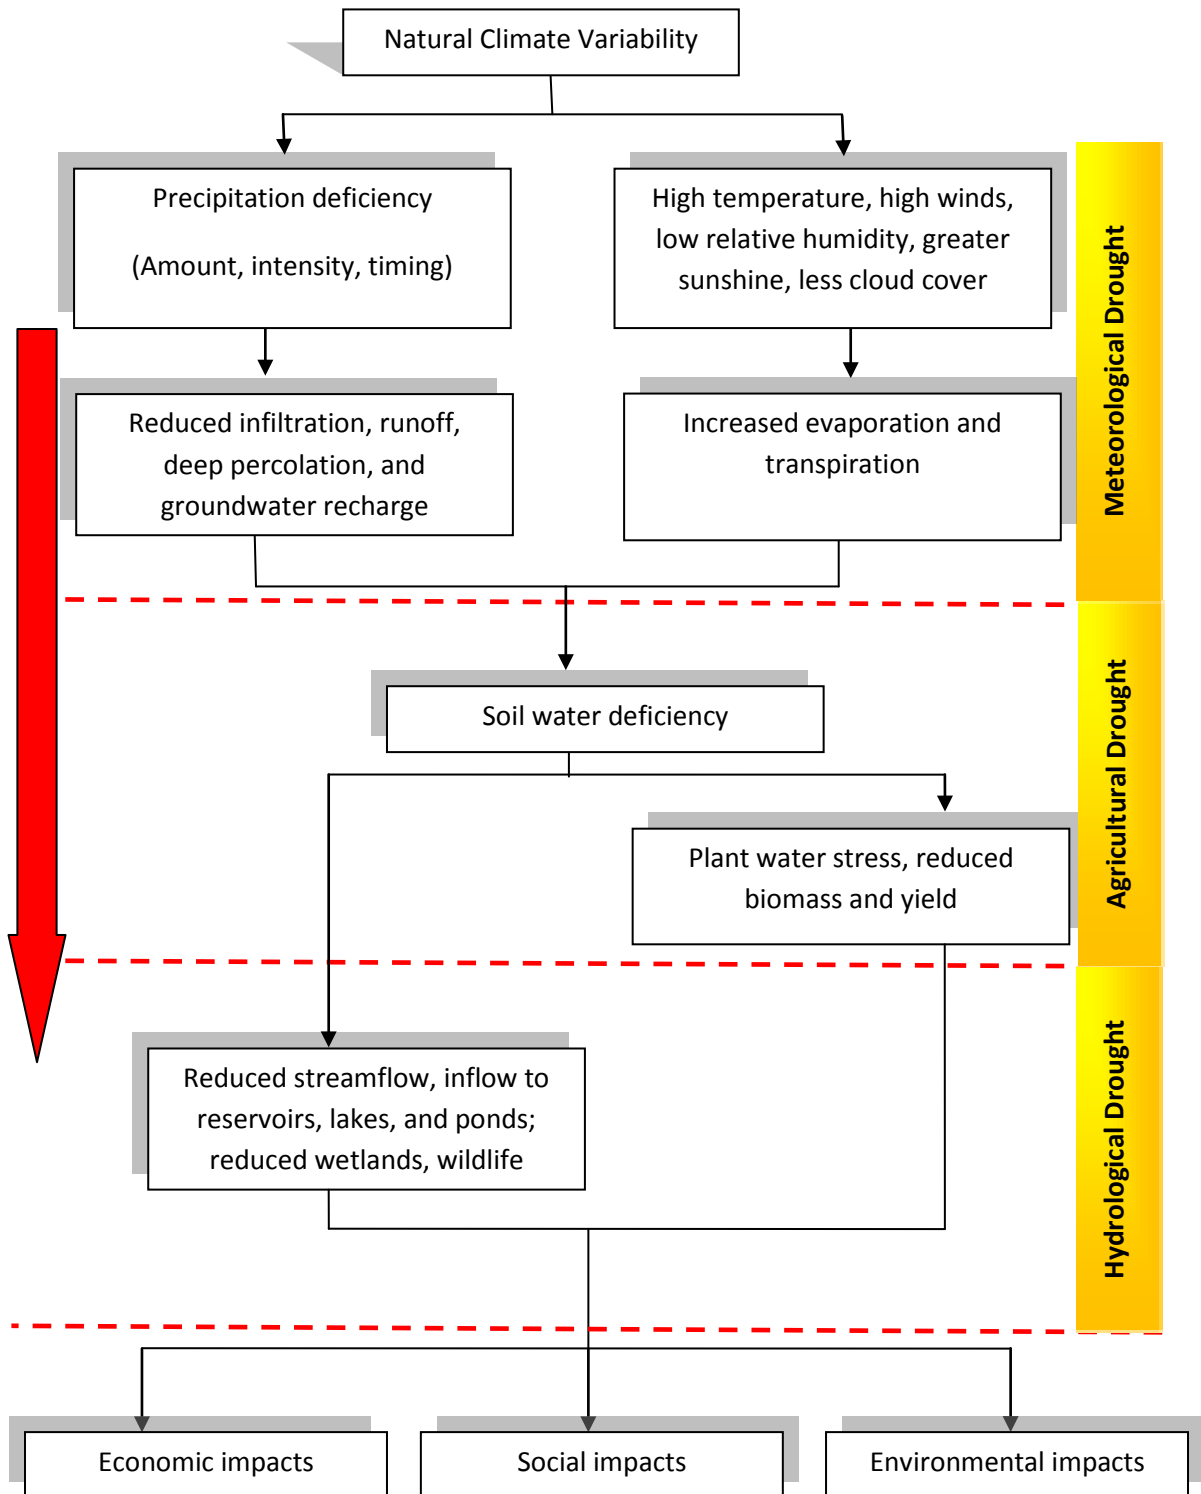 Natural Climate Variability
Precipitation deficiency
(Amount, intensity, timing)
High temperature, high winds,
low relative humidity, greater
sunshine, less cloud cover
Meteorological Drought
Reduced infiltration, runoff,
deep percolation, and
groundwater recharge
Increased evaporation and
transpiration
Soil water deficiency
Agricultural Drought
Plant water stress, reduced
biomass and yield
Hydrological Drought
Reduced streamflow, inflow to
reservoirs, lakes, and ponds;
reduced wetlands, wildlife
Economic impacts
Social impacts
Environmental impacts